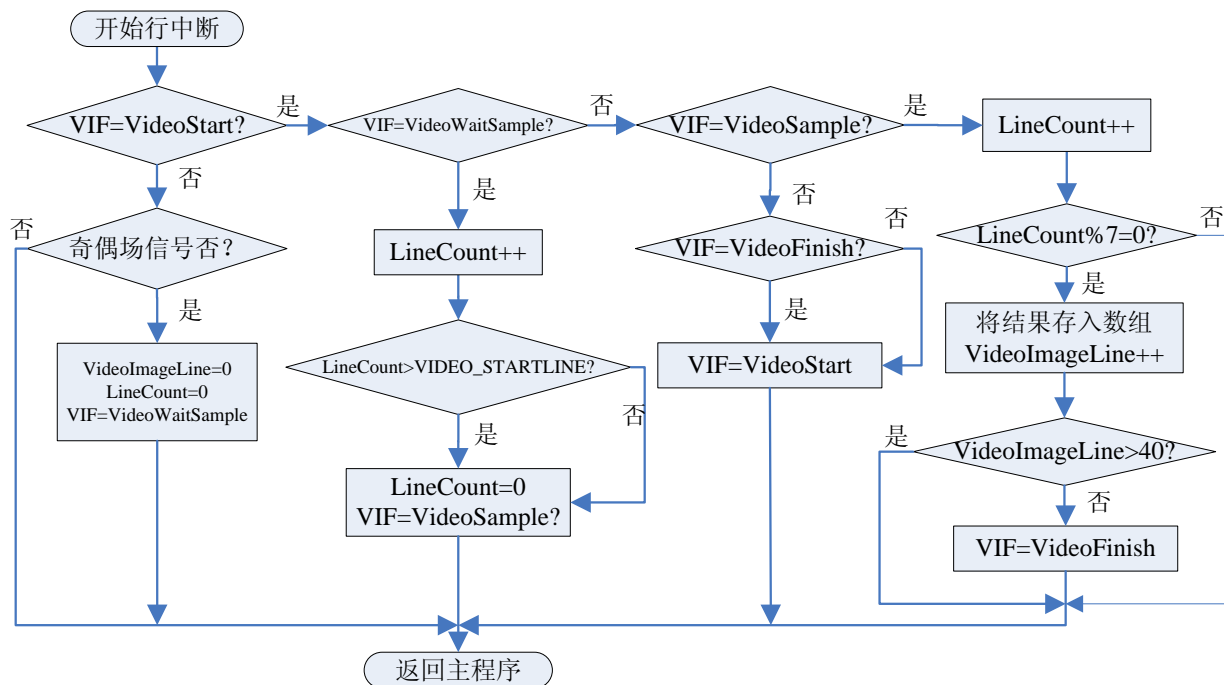 开始行中断
VIF=VideoStart?
是
VIF=VideoWaitSample?
否
VIF=VideoSample?
是
LineCount++
否
否
奇偶场信号否？
是
VideoImageLine=0
LineCount=0
VIF=VideoWaitSample
是
LineCount++
LineCount>VIDEO_STARTLINE?
否
是
LineCount=0
VIF=VideoSample?
否
VIF=VideoFinish?
否
是
VIF=VideoStart
LineCount%7=0?
否
是
将结果存入数组
VideoImageLine++
VideoImageLine>40?
是
否
VIF=VideoFinish
返回主程序